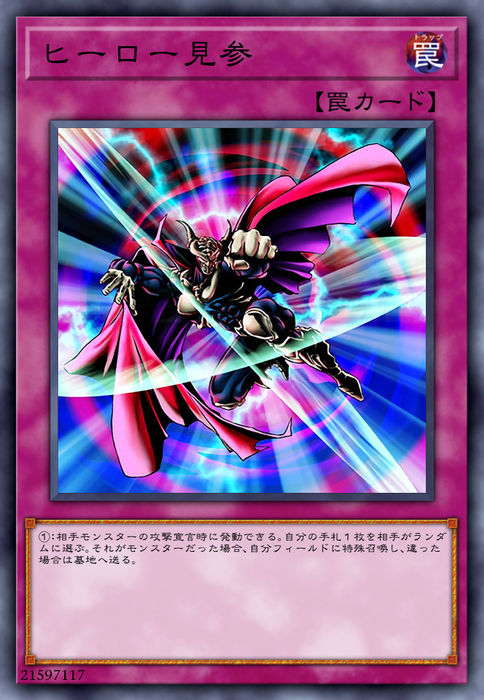 ヒーロー見参
トラップ
罠
【罠カード】
①:相手モンスターの攻撃宣言時に発動できる。自分の手札1枚を相手がランダ
ムに選ぶ。それがモンスターだった場合、自分フィールドに特殊召喚し、違った
場合は墓地へ送る。
21597117